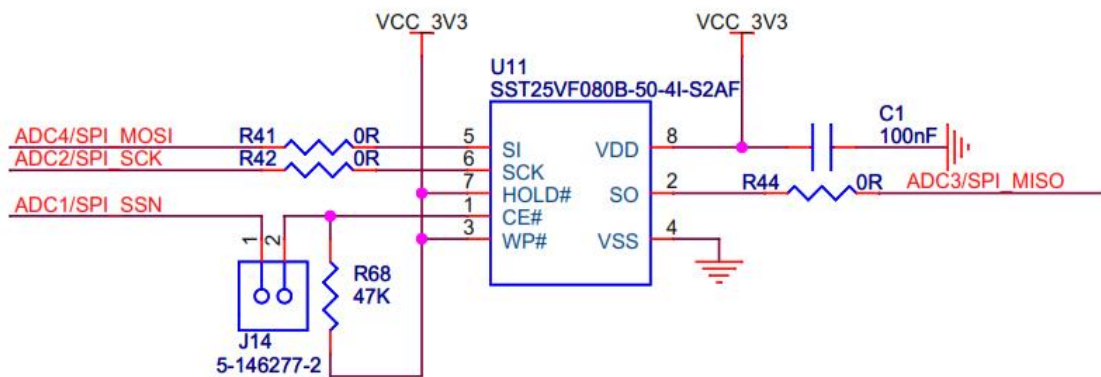 VCC_3V3
VCC_3V3
U11
SST25VF080B-50-4I-S2AF
C1
100nF
ADC4/SPI_MOSI
R41
0R
5
SI
VDD
8
ADC2/SPI_SCK
R42
0R
6
SCK
7
HOLD#
SO
2
R44
0R
ADC3/SPI_MISO
ADC1/SPI_SSN
1
CE#
3
WP#
VSS
4
1
2
R68
47K
J14
5-146277-2